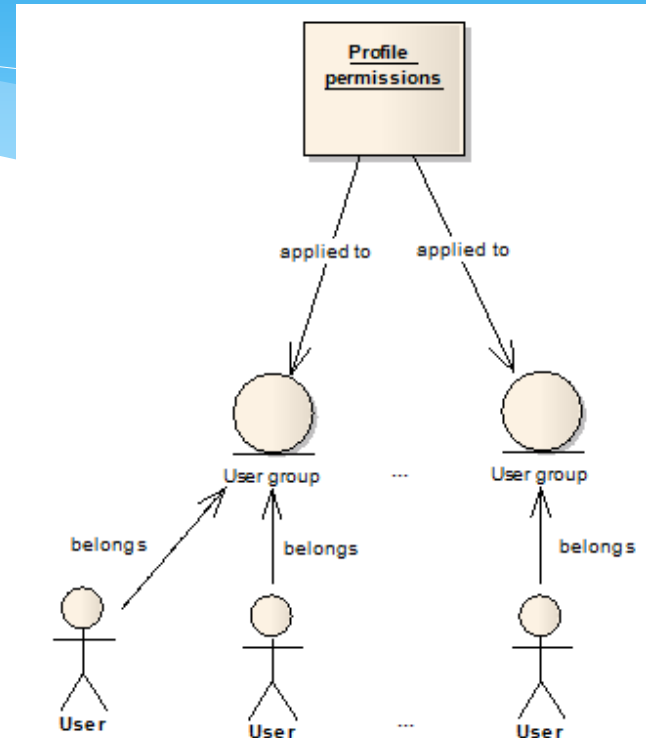 Profile
permissions
applied to applied to
User group ... User group
belongs belongs belongs
User User ... User